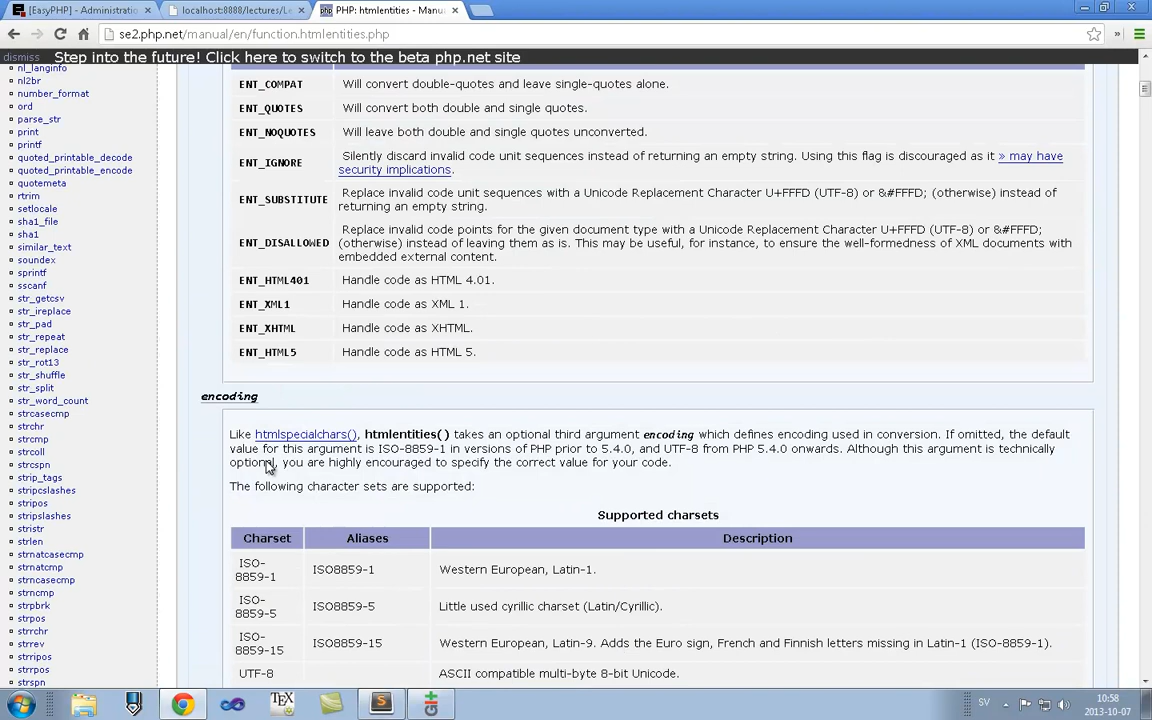 [EasyPHP] - Administratio
localhost:8888/lectures/Le
PHP: htmlentities - Manu
se2.php.net/manual/en/function.htmlentities.php
dismiss Step into the future! Click here to switch to the beta php.net site
nl_langinfo
nl2br
number_format
ord
parse_str
print
printf
quoted_printable_decode
quoted_printable_encode
quotemeta
rtrim
setlocale
sha1_file
sha1
similar_text
soundex
sprintf
sscanf
str_getcsv
str_ireplace
str_pad
str_repeat
str_replace
str_rot13
str_shuffle
str_split
str_word_count
strcasecmp
strchr
strcmp
strcoll
strcspn
strip_tags
stripcslashes
stripos
stripslashes
stristr
strlen
strnatcasecmp
strnatcmp
strncasecmp
strncmp
strpbrk
strpos
strrchr
strrev
strripos
strrpos
strspn
ENT_COMPAT Will convert double-quotes and leave single-quotes alone.
ENT_QUOTES Will convert both double and single quotes.
ENT_NOQUOTES Will leave both double and single quotes unconverted.
ENT_IGNORE Silently discard invalid code unit sequences instead of returning an empty string. Using this flag is discouraged as it » may have
security implications.
ENT_SUBSTITUTE Replace invalid code unit sequences with a Unicode Replacement Character U+FFFD (UTF-8) or &#FFFD; (otherwise) instead of
returning an empty string.
ENT_DISALLOWED Replace invalid code points for the given document type with a Unicode Replacement Character U+FFFD (UTF-8) or &#FFFD;
(otherwise) instead of leaving them as is. This may be useful, for instance, to ensure the well-formedness of XML documents with
embedded external content.
ENT_HTML401 Handle code as HTML 4.01.
ENT_XML1 Handle code as XML 1.
ENT_XHTML Handle code as XHTML.
ENT_HTML5 Handle code as HTML 5.
encoding
Like htmlspecialchars(), htmlentities() takes an optional third argument encoding which defines encoding used in conversion. If omitted, the default
value for this argument is ISO-8859-1 in versions of PHP prior to 5.4.0, and UTF-8 from PHP 5.4.0 onwards. Although this argument is technically
optional, you are highly encouraged to specify the correct value for your code.
The following character sets are supported:
Supported charsets
Charset Aliases Description
ISO-
8859-1 ISO8859-1 Western European, Latin-1.
ISO-
8859-5 ISO8859-5 Little used cyrillic charset (Latin/Cyrillic).
ISO-
8859-15 ISO8859-15 Western European, Latin-9. Adds the Euro sign, French and Finnish letters missing in Latin-1 (ISO-8859-1).
UTF-8 ASCII compatible multi-byte 8-bit Unicode.
SV
10:58
2013-10-07